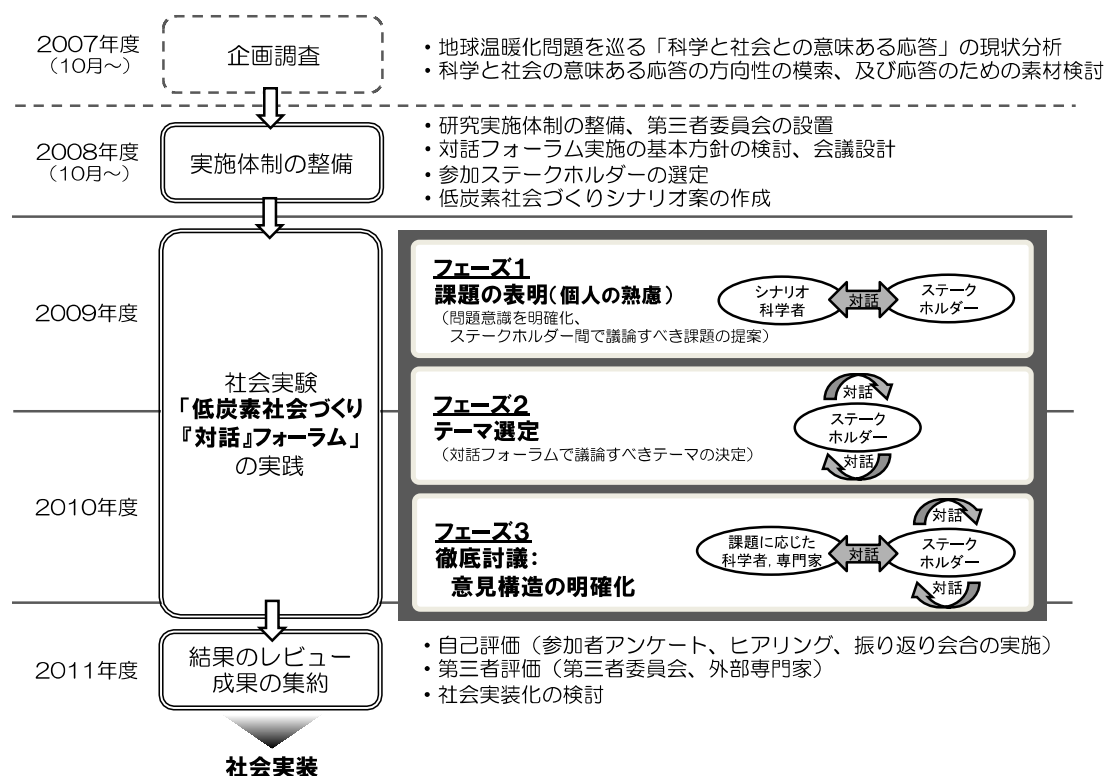 2007年度
（10月～）
企画調査
・地球温暖化問題を巡る「科学と社会との意味ある応答」の現状分析
・科学と社会の意味ある応答の方向性の模索、及び応答のための素材検討
2008年度
（10月～）
実施体制の整備
・研究実施体制の整備、第三者委員会の設置
・対話フォーラム実施の基本方針の検討、会議設計
・参加ステークホルダーの選定
・低炭素社会づくりシナリオ案の作成
2009年度
2010年度
社会実験
「低炭素社会づくり
『対話』フォーラム」
の実践
フェーズ1
課題の表明（個人の熟慮）
（問題意識を明確化、
ステークホルダー間で議論すべき課題の提案）
シナリオ
科学者
対話
ステーク
ホルダー
フェーズ2
テーマ選定
（対話フォーラムで議論すべきテーマの決定）
対話
ステーク
ホルダー
対話
フェーズ3
徹底討議：
意見構造の明確化
課題に応じた
科学者，専門家
対話
対話
ステーク
ホルダー
対話
2011年度
結果のレビュー
成果の集約
・自己評価（参加者アンケート、ヒアリング、振り返り会合の実施）
・第三者評価（第三者委員会、外部専門家）
・社会実装化の検討
社会実装